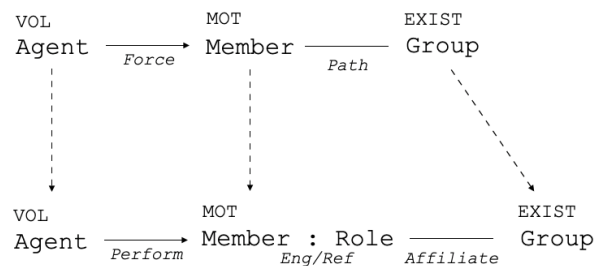 VOL MOT EXIST
Agent Member Group
Force Path
VOL MOT EXIST
Agent Member : Role Group
Perform Eng/Ref Affiliate